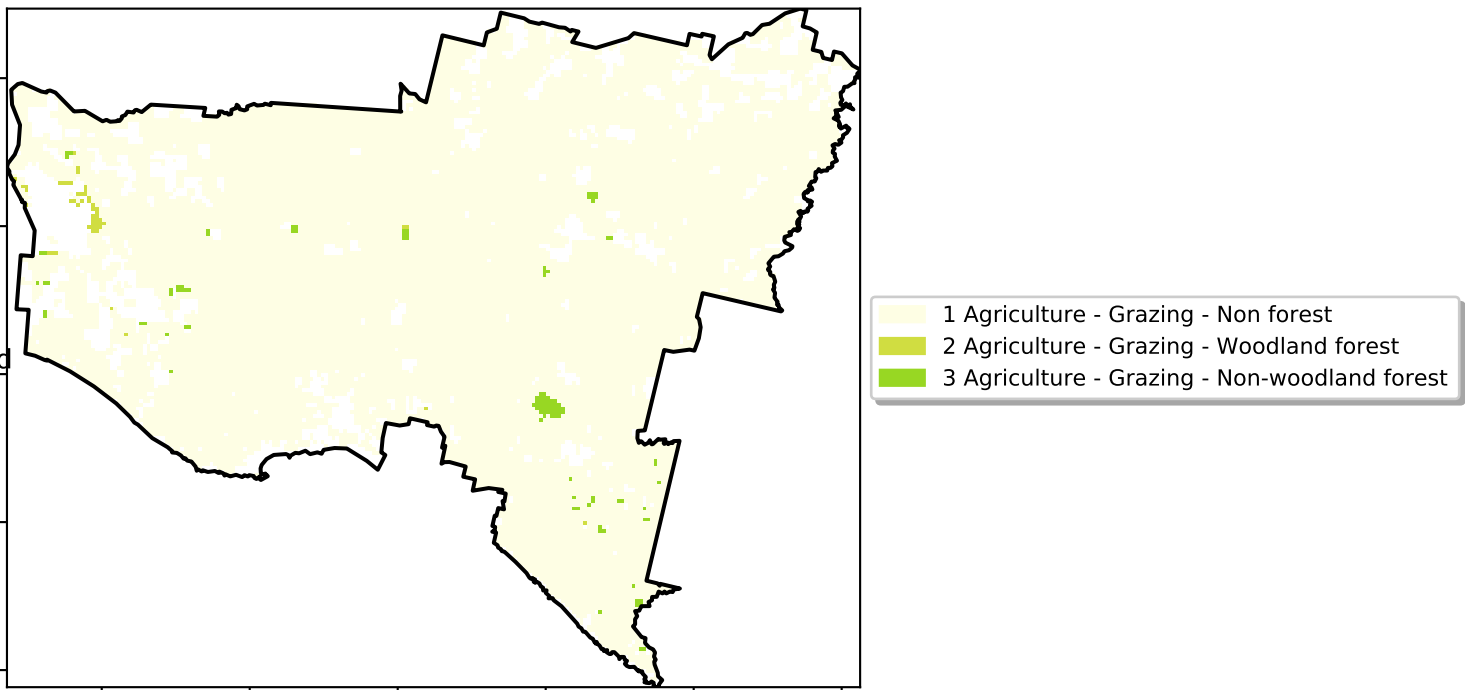 d
1 Agriculture - Grazing - Non forest
2 Agriculture - Grazing - Woodland forest
3 Agriculture - Grazing - Non-woodland forest